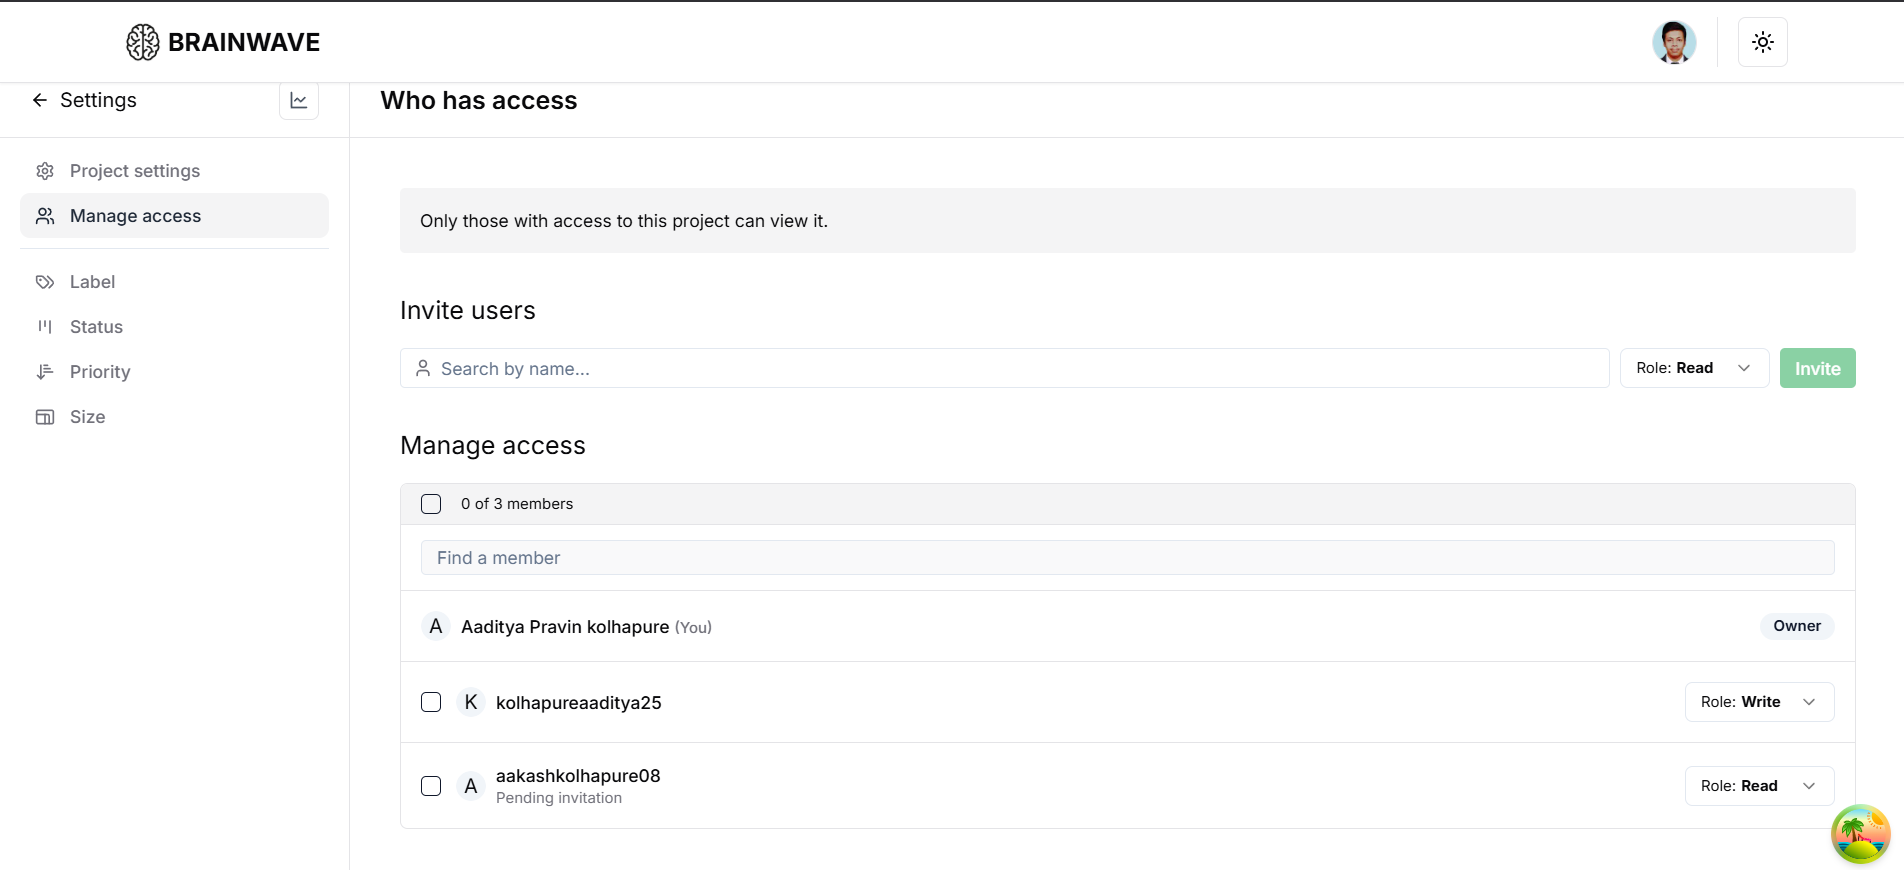 BRAINWAVE
Settings
Who has access
Project settings
Manage access
Label
Status
Priority
Size
Only those with access to this project can view it.
Invite users
Search by name...
Role: Read
Invite
Manage access
0 of 3 members
Find a member
A Aaditya Pravin kolhapure (You)
Owner
K kolhapureaaditya25
Role: Write
A aakashkolhapure08
Pending invitation
Role: Read